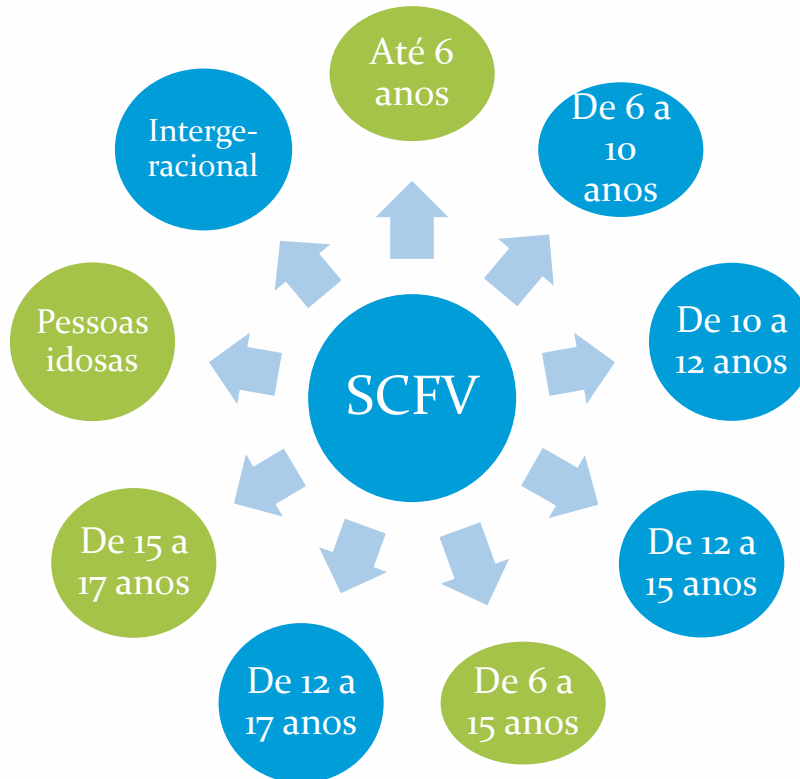 Até 6
anos
De 6 a
10
anos
De 10 a
12 anos
De 12 a
15 anos
De 6 a
15 anos
De 12 a
17 anos
De 15 a
17 anos
Pessoas
idosas
Interge-
racional
SCFV